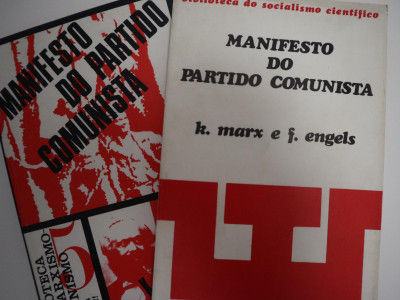 MANIFESTO
DO PARTIDO
COMUNISTA
biblioteca do socialismo científico
MANIFESTO
DO
PARTIDO COMUNISTA
k. marx e f. engels